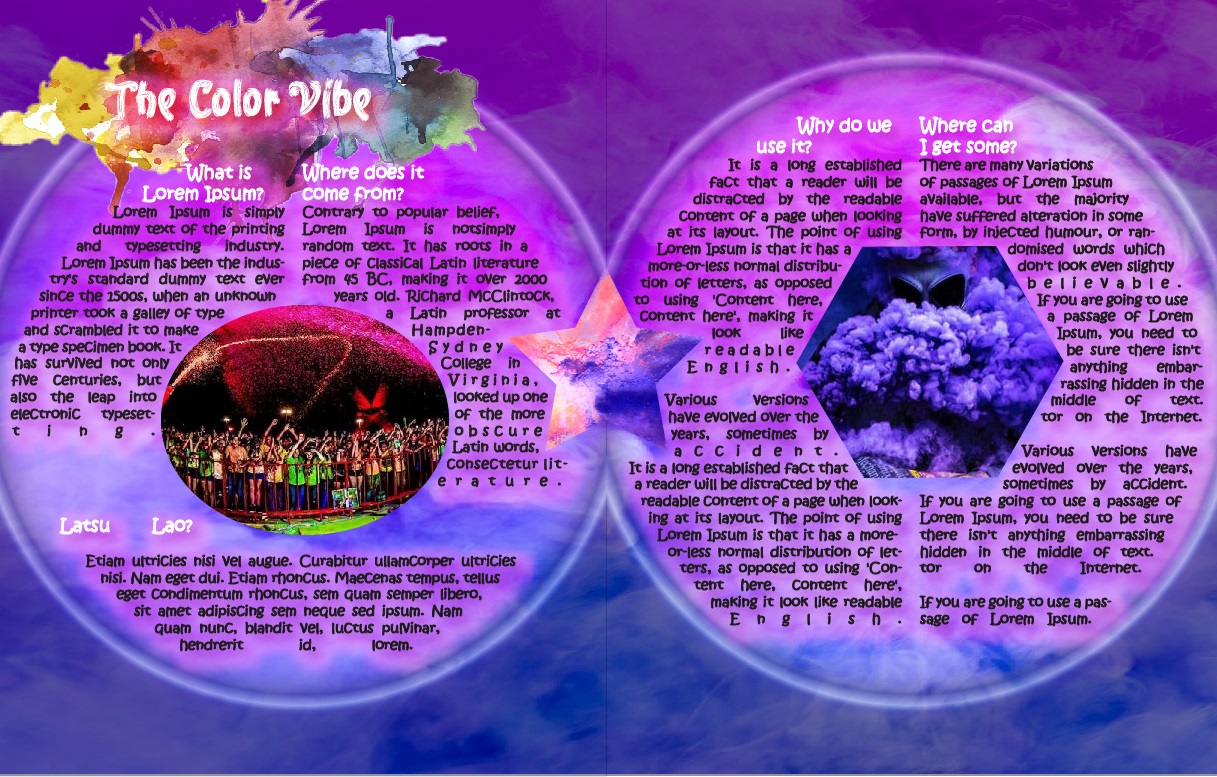 The Color Vibe
What is
Lorem Ipsum?
Lorem Ipsum is simply
dummy text of the printing
and typesetting industry.
Lorem Ipsum has been the indus-
try's standard dummy text ever
since the 1500s, when an unknown
printer took a galley of type
and scrambled it to make
a type specimen book. It
has survived not only
five Centuries, but
also the leap into
electronic typeset-
ting.
Where does it
come from?
Contrary to popular belief,
Lorem Ipsum is notsimply
random text. It has roots in a
piece of Classical Latin literature
from 45 BC, making it over 2000
years old. Richard McClintock,
a Latin professor at
Hampden-
Sydney
College in
Virginia,
looked up one
of the more
obscure
Latin words,
consectetur lit-
erature.
Latsu Lao?
Etiam ultricies nisi vel augue. Curabitur ullamcorper ultricies
nisi. Nam eget dui. Etiam rhoncus. Maecenas tempus, tellus
eget condimentum rhoncus, sem quam semper libero,
sit amet adipiscing sem neque sed ipsum. Nam
quam nunc, blandit vel, luctus pulvinar,
hendrerit id, lorem.
Why do we
use it?
It is a long established
fact that a reader will be
distracted by the readable
content of a page when looking
at its layout. The point of using
Lorem Ipsum is that it has a
more-or-less normal distribu-
tion of letters, as opposed
to using 'Content here,
content here', making it
look like
readable
English.
Various versions
have evolved over the
years, sometimes by
accident.
It is a long established fact that
a reader will be distracted by the
readable content of a page when look-
ing at its layout. The point of using
Lorem Ipsum is that it has a more-
or-less normal distribution of let-
ters, as opposed to using 'Con-
tent here, content here',
making it look like readable
English.
Where can
I get some?
There are many variations
of passages of Lorem Ipsum
available, but the majority
have suffered alteration in some
form, by injected humour, or ran-
domised words which
don't look even slightly
believable.
If you are going to use
a passage of Lorem
Ipsum, you need to
be sure there isn't
anything embar-
rassing hidden in the
middle of text.
tor on the Internet.
Various versions have
evolved over the years,
sometimes by accident.
If you are going to use a passage of
Lorem Ipsum, you need to be sure
there isn't anything embarrassing
hidden in the middle of text.
tor on the Internet.
If you are going to use a pas-
sage of Lorem Ipsum.